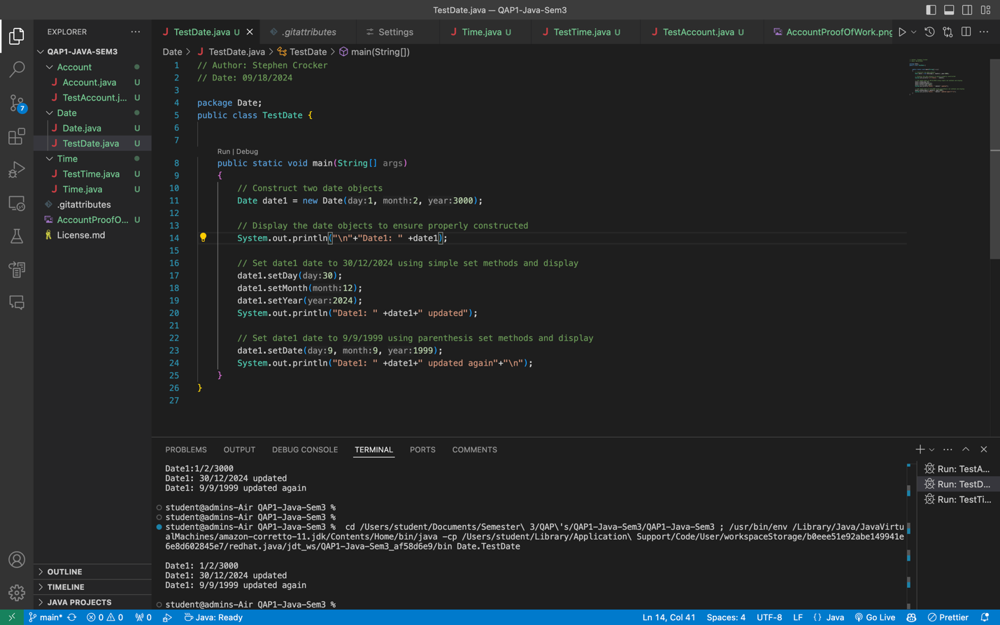 TestDate.java — QAP1-Java-Sem3
EXPLORER
QAP1-JAVA-SEM3
Account
Account.java U
TestAccount.j... U
Date
Date.java U
TestDate.java U
Time
TestTime.java U
Time.java U
.gitattributes
AccountProofO... U
License.md
OUTLINE
TIMELINE
JAVA PROJECTS
7
TestDate.java U
.gitattributes
Settings
Time.java U
TestTime.java U
TestAccount.java U
AccountProofOfWork.png
Date > TestDate.java > TestDate > main(String[])
1 // Author: Stephen Crocker
2 // Date: 09/18/2024
3
4 package Date;
5 public class TestDate {
6
7
Run | Debug
8 public static void main(String[] args)
9 {
10 // Construct two date objects
11 Date date1 = new Date(day:1, month:2, year:3000);
12
13 // Display the date objects to ensure properly constructed
14 System.out.println("\n"+"Date1: " +date1);
15
16 // Set date1 date to 30/12/2024 using simple set methods and display
17 date1.setDay(day:30);
18 date1.setMonth(month:12);
19 date1.setYear(year:2024);
20 System.out.println("Date1: " +date1+" updated");
21
22 // Set date1 date to 9/9/1999 using parenthesis set methods and display
23 date1.setDate(day:9, month:9, year:1999);
24 System.out.println("Date1: " +date1+" updated again"+"\n");
25 }
26 }
27
PROBLEMS OUTPUT DEBUG CONSOLE TERMINAL PORTS COMMENTS
Date1:1/2/3000
Date1: 30/12/2024 updated
Date1: 9/9/1999 updated again
student@admins-Air QAP1-Java-Sem3 %
student@admins-Air QAP1-Java-Sem3 %
student@admins-Air QAP1-Java-Sem3 % cd /Users/student/Documents/Semester\ 3/QAP\'s/QAP1-Java-Sem3/QAP1-Java-Sem3 ; /usr/bin/env /Library/Java/JavaVirtu
alMachines/amazon-corretto-11.jdk/Contents/Home/bin/java -cp /Users/student/Library/Application\ Support/Code/User/workspaceStorage/b0eee51e92abe149941e
6e8d602845e7/redhat.java/jdt_ws/QAP1-Java-Sem3_af58d6e9/bin Date.TestDate
Date1: 1/2/3000
Date1: 30/12/2024 updated
Date1: 9/9/1999 updated again
student@admins-Air QAP1-Java-Sem3 %
Run: TestA...
Run: TestD...
Run: TestTi...
main* 0 0 0 Java: Ready
Ln 14, Col 41 Spaces: 4 UTF-8 LF {} Java Go Live Prettier